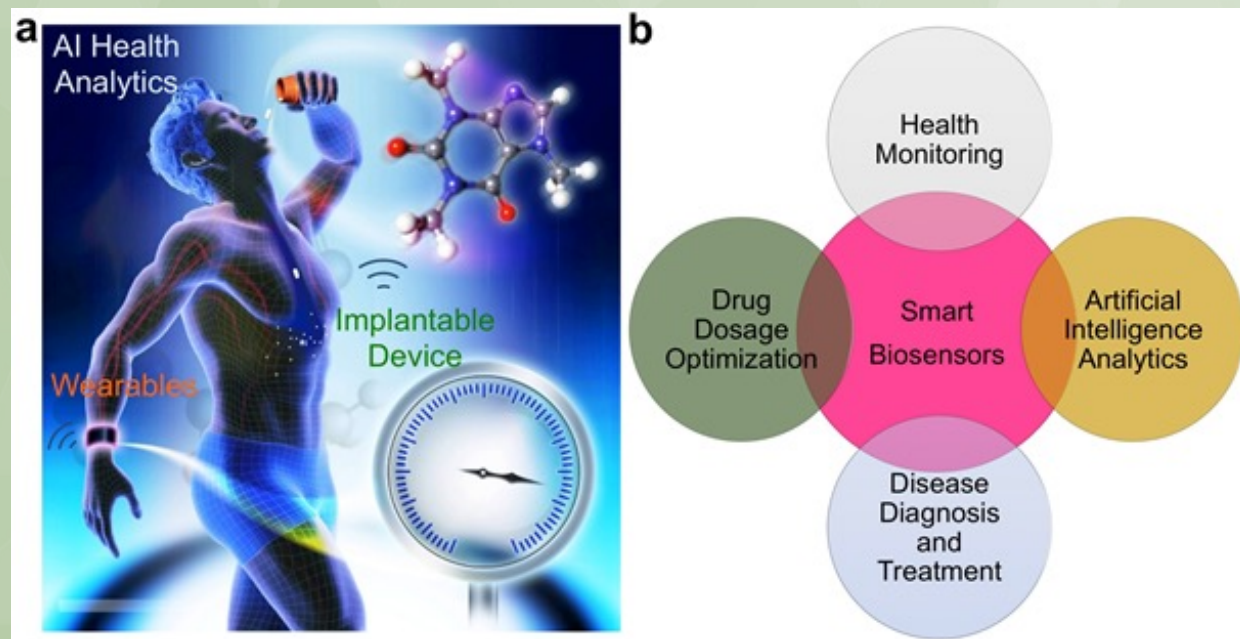 a
AI Health
Analytics
Implantable
Device
Wearables
b
Health
Monitoring
Drug
Dosage
Optimization
Smart
Biosensors
Artificial
Intelligence
Analytics
Disease
Diagnosis
and
Treatment